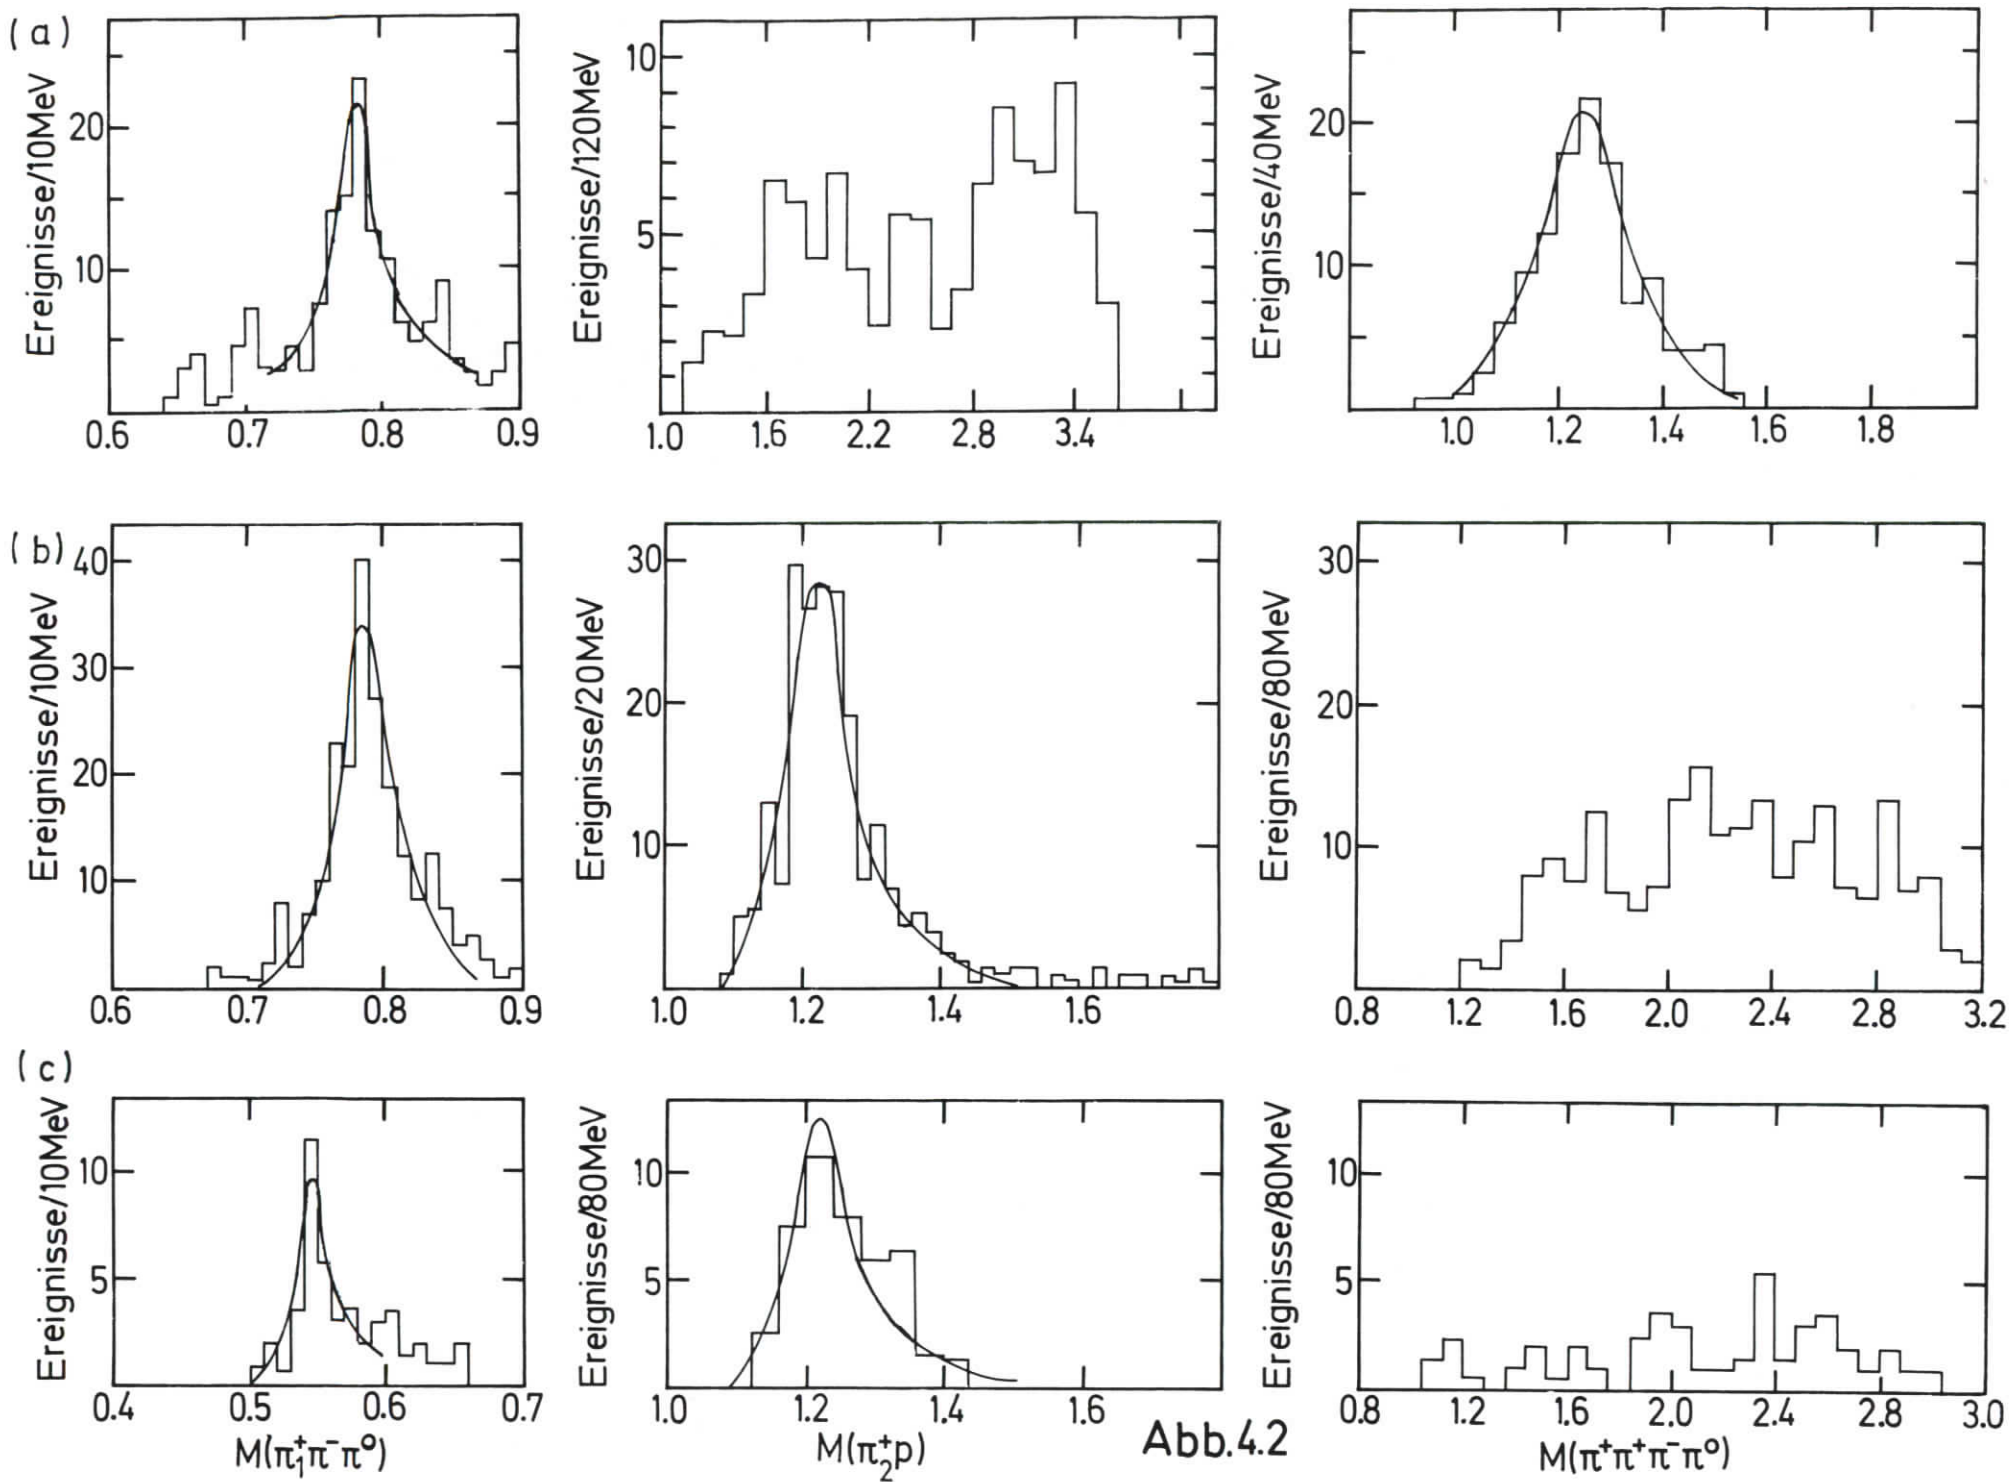 (a)
Ereignisse/10MeV
20
10
0.6 0.7 0.8 0.9
Ereignisse/120MeV
10
5
1.0 1.6 2.2 2.8 3.4
Ereignisse/40MeV
20
10
1.0 1.2 1.4 1.6 1.8
(b)
Ereignisse/10MeV
40
30
20
10
0.6 0.7 0.8 0.9
Ereignisse/20MeV
30
20
10
1.0 1.2 1.4 1.6
Ereignisse/80MeV
30
20
10
0.8 1.2 1.6 2.0 2.4 2.8 3.2
(c)
Ereignisse/10MeV
10
5
0.4 0.5 0.6 0.7
M(π₁⁺π⁻π⁰)
Ereignisse/80MeV
10
5
1.0 1.2 1.4 1.6
M(π₂⁺p)
Ereignisse/80MeV
10
5
0.8 1.2 1.6 2.0 2.4 2.8 3.0
M(π⁺π⁺π⁻π⁰)
Abb.4.2